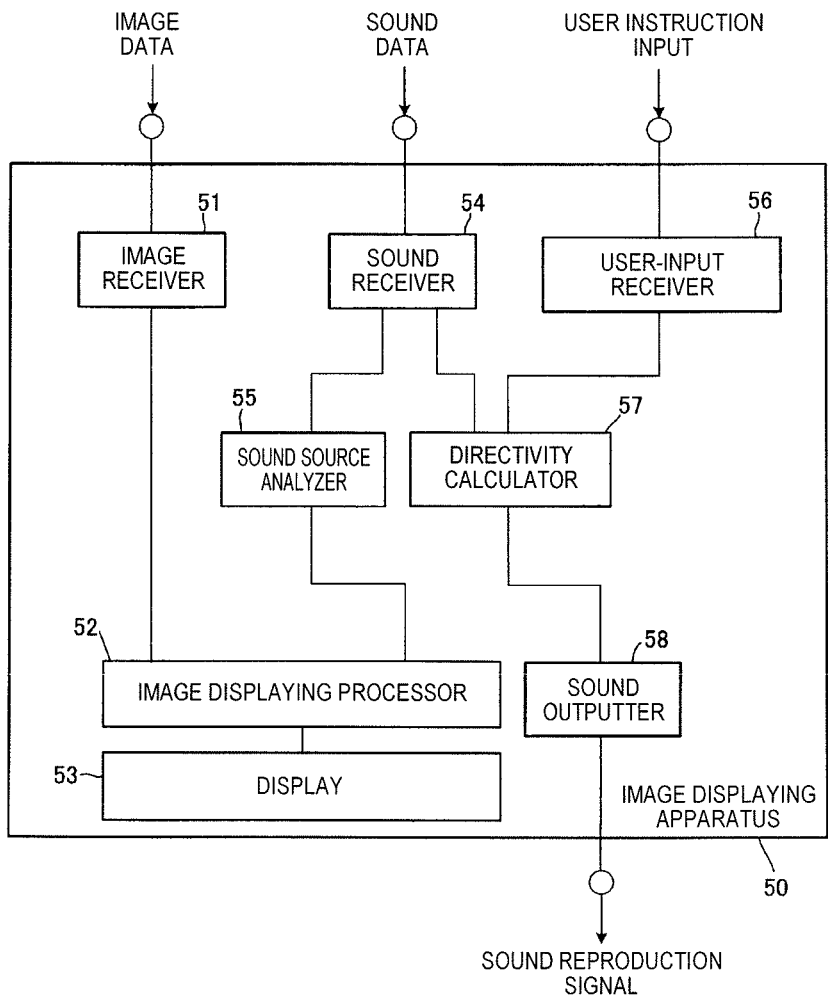 IMAGE
DATA
SOUND
DATA
USER INSTRUCTION
INPUT
51
54
56
IMAGE
RECEIVER
SOUND
RECEIVER
USER-INPUT
RECEIVER
55
57
SOUND SOURCE
ANALYZER
DIRECTIVITY
CALCULATOR
52
58
IMAGE DISPLAYING PROCESSOR
SOUND
OUTPUTTER
53
DISPLAY
IMAGE DISPLAYING
APPARATUS
50
SOUND REPRODUCTION
SIGNAL